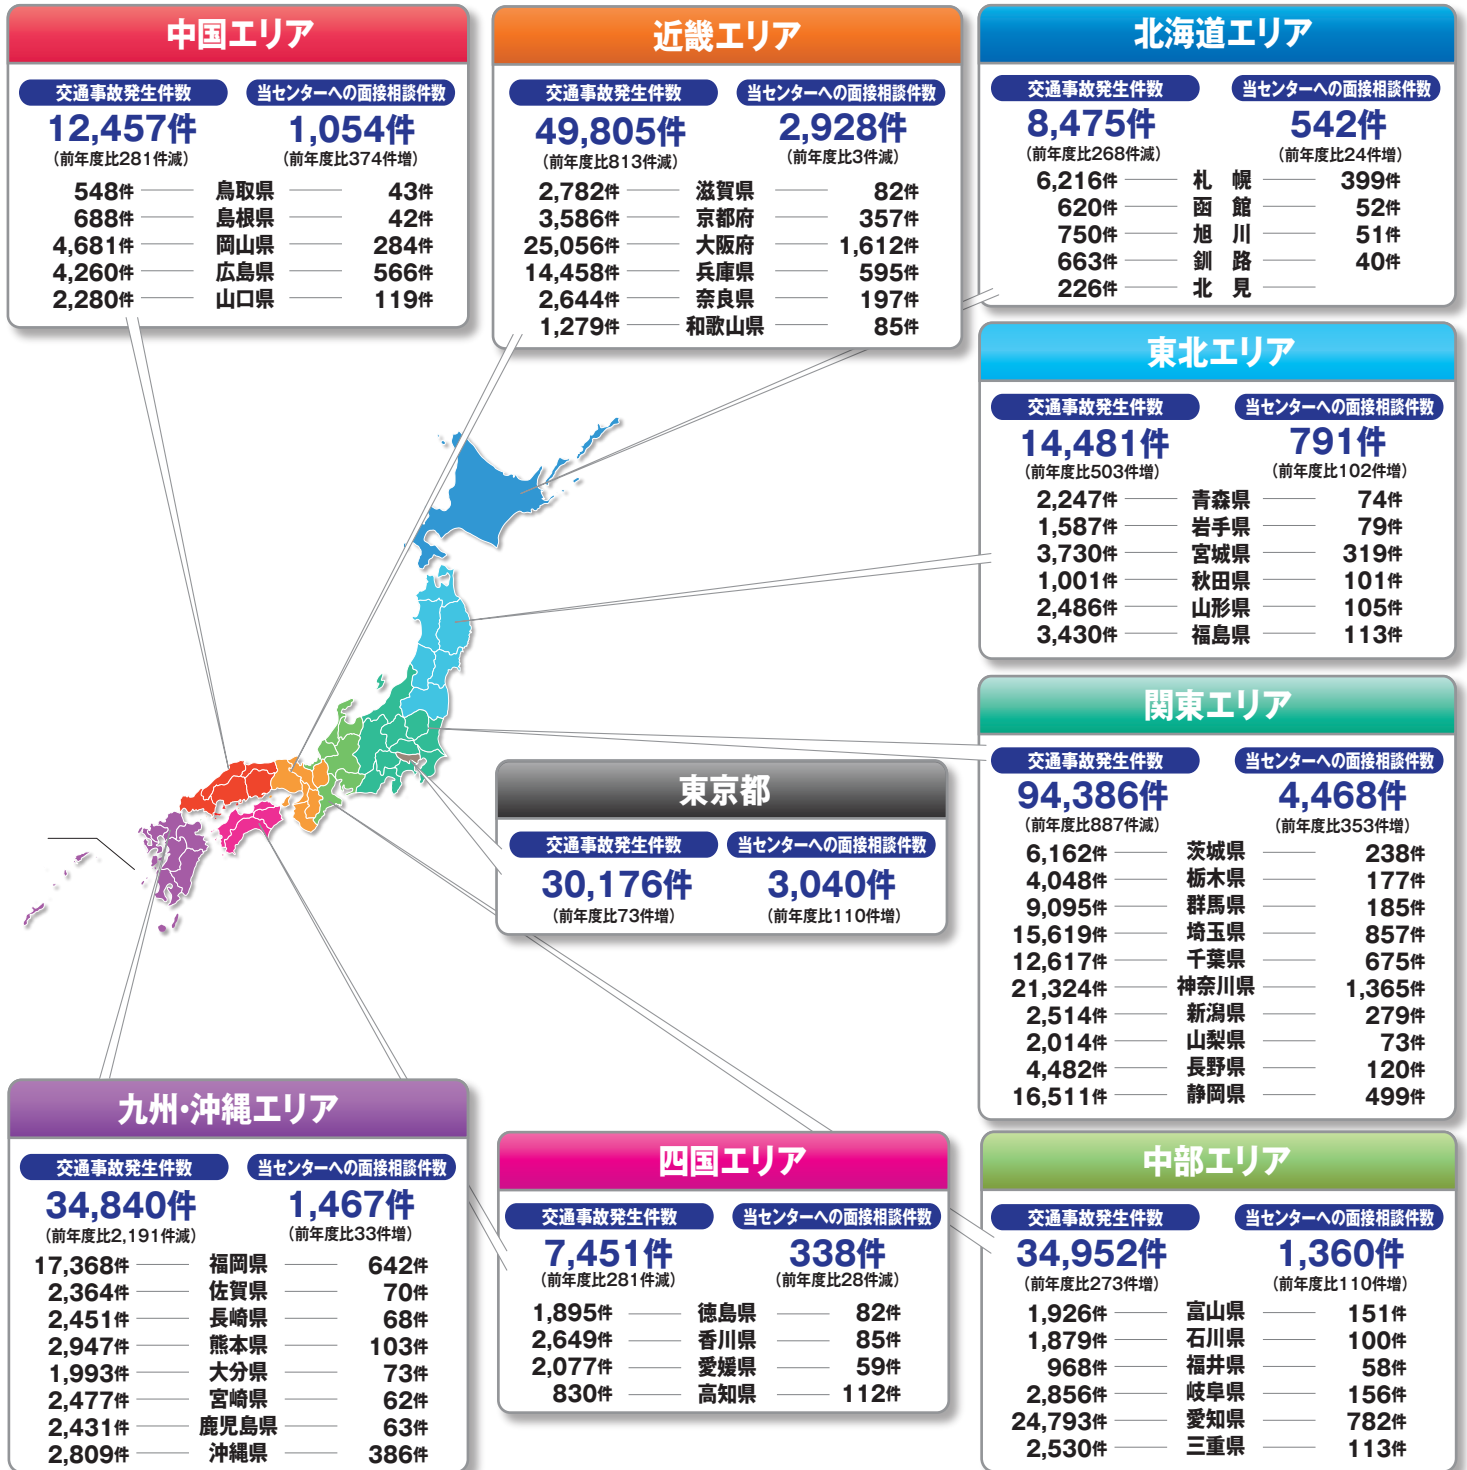 中国エリア
交通事故発生件数 当センターへの面接相談件数
12,457件 1,054件
(前年度比281件減) (前年度比374件増)
548件 鳥取県 43件
688件 島根県 42件
4,681件 岡山県 284件
4,260件 広島県 566件
2,280件 山口県 119件
近畿エリア
交通事故発生件数 当センターへの面接相談件数
49,805件 2,928件
(前年度比813件減) (前年度比3件減)
2,782件 滋賀県 82件
3,586件 京都府 357件
25,056件 大阪府 1,612件
14,458件 兵庫県 595件
2,644件 奈良県 197件
1,279件 和歌山県 85件
北海道エリア
交通事故発生件数 当センターへの面接相談件数
8,475件 542件
(前年度比268件減) (前年度比24件増)
6,216件 札幌 399件
620件 函館 52件
750件 旭川 51件
663件 釧路 40件
226件 北見
東北エリア
交通事故発生件数 当センターへの面接相談件数
14,481件 791件
(前年度比503件増) (前年度比102件増)
2,247件 青森県 74件
1,587件 岩手県 79件
3,730件 宮城県 319件
1,001件 秋田県 101件
2,486件 山形県 105件
3,430件 福島県 113件
関東エリア
交通事故発生件数 当センターへの面接相談件数
94,386件 4,468件
(前年度比887件減) (前年度比353件増)
6,162件 茨城県 238件
4,048件 栃木県 177件
9,095件 群馬県 185件
15,619件 埼玉県 857件
12,617件 千葉県 675件
21,324件 神奈川県 1,365件
2,514件 新潟県 279件
2,014件 山梨県 73件
4,482件 長野県 120件
16,511件 静岡県 499件
東京都
交通事故発生件数 当センターへの面接相談件数
30,176件 3,040件
(前年度比73件増) (前年度比110件増)
九州・沖縄エリア
交通事故発生件数 当センターへの面接相談件数
34,840件 1,467件
(前年度比2,191件減) (前年度比33件増)
17,368件 福岡県 642件
2,364件 佐賀県 70件
2,451件 長崎県 68件
2,947件 熊本県 103件
1,993件 大分県 73件
2,477件 宮崎県 62件
2,431件 鹿児島県 63件
2,809件 沖縄県 386件
四国エリア
交通事故発生件数 当センターへの面接相談件数
7,451件 338件
(前年度比281件減) (前年度比28件減)
1,895件 徳島県 82件
2,649件 香川県 85件
2,077件 愛媛県 59件
830件 高知県 112件
中部エリア
交通事故発生件数 当センターへの面接相談件数
34,952件 1,360件
(前年度比273件増) (前年度比110件増)
1,926件 富山県 151件
1,879件 石川県 100件
968件 福井県 58件
2,856件 岐阜県 156件
24,793件 愛知県 782件
2,530件 三重県 113件